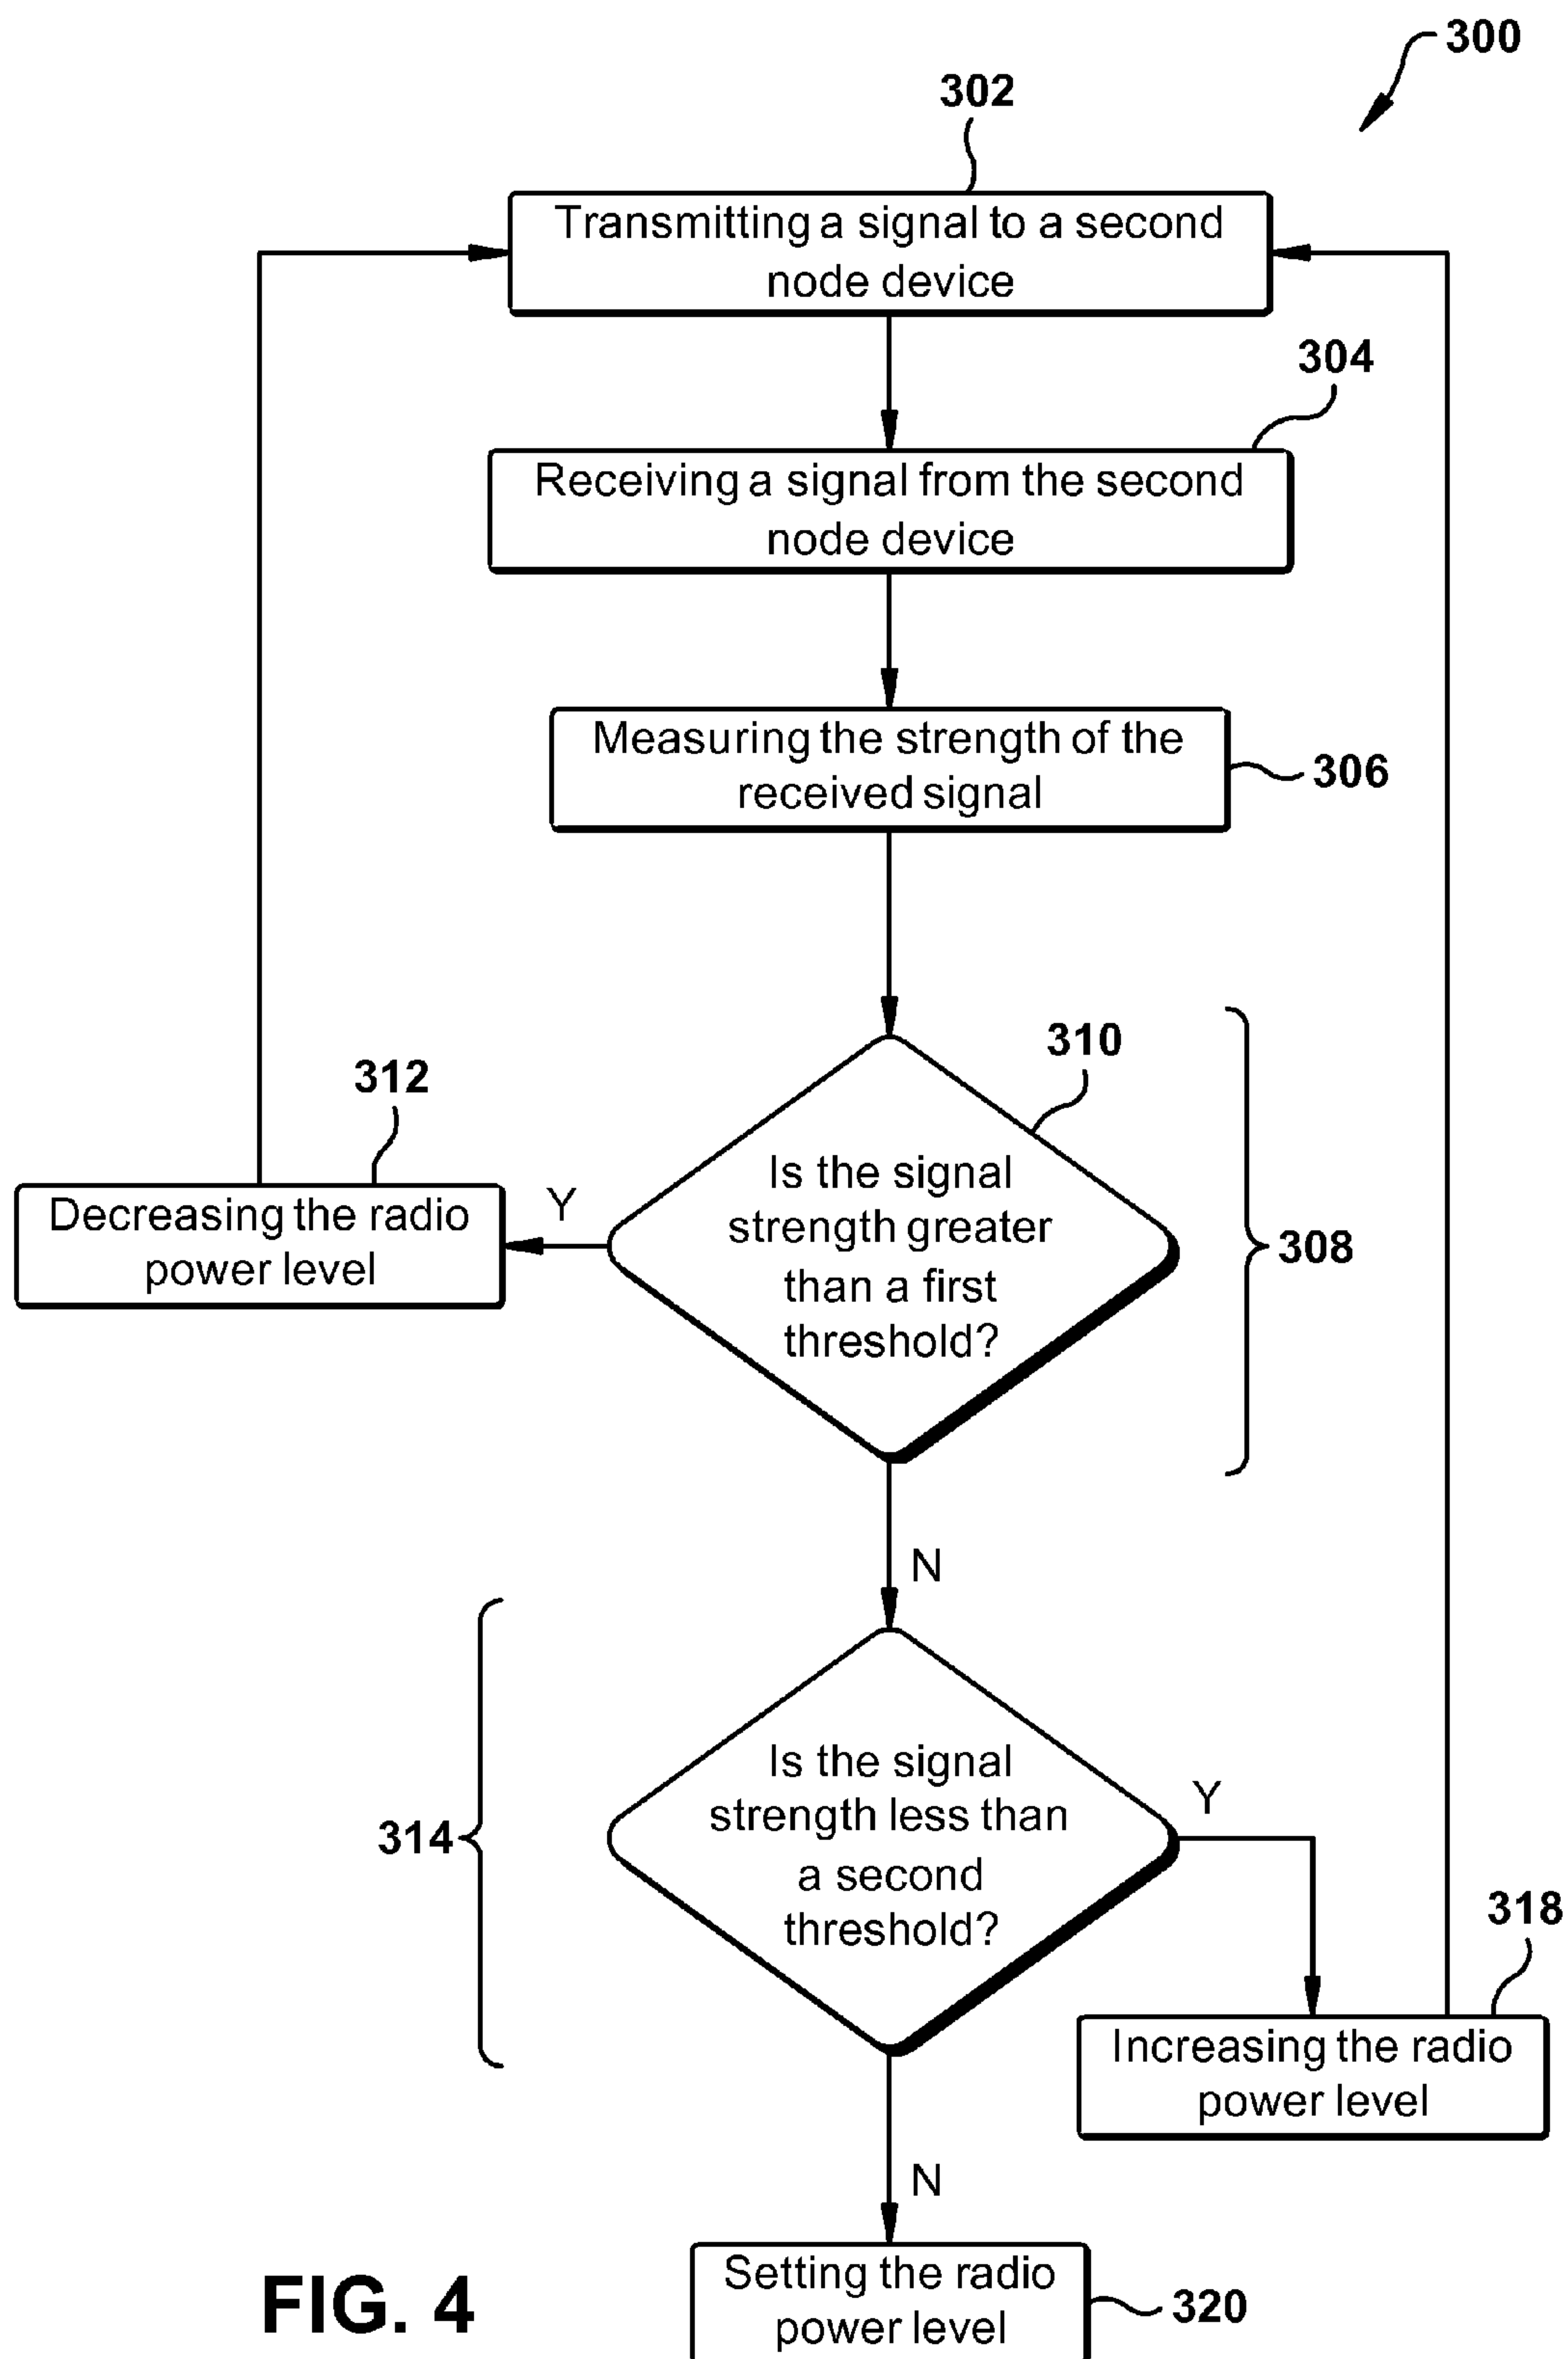 300
302
Transmitting a signal to a second
node device
304
Receiving a signal from the second
node device
Measuring the strength of the
received signal
306
310
312
Is the signal
strength greater
than a first
threshold?
Y
Decreasing the radio
power level
308
N
314
Is the signal
strength less than
a second
threshold?
Y
318
Increasing the radio
power level
N
Setting the radio
power level
320
FIG. 4